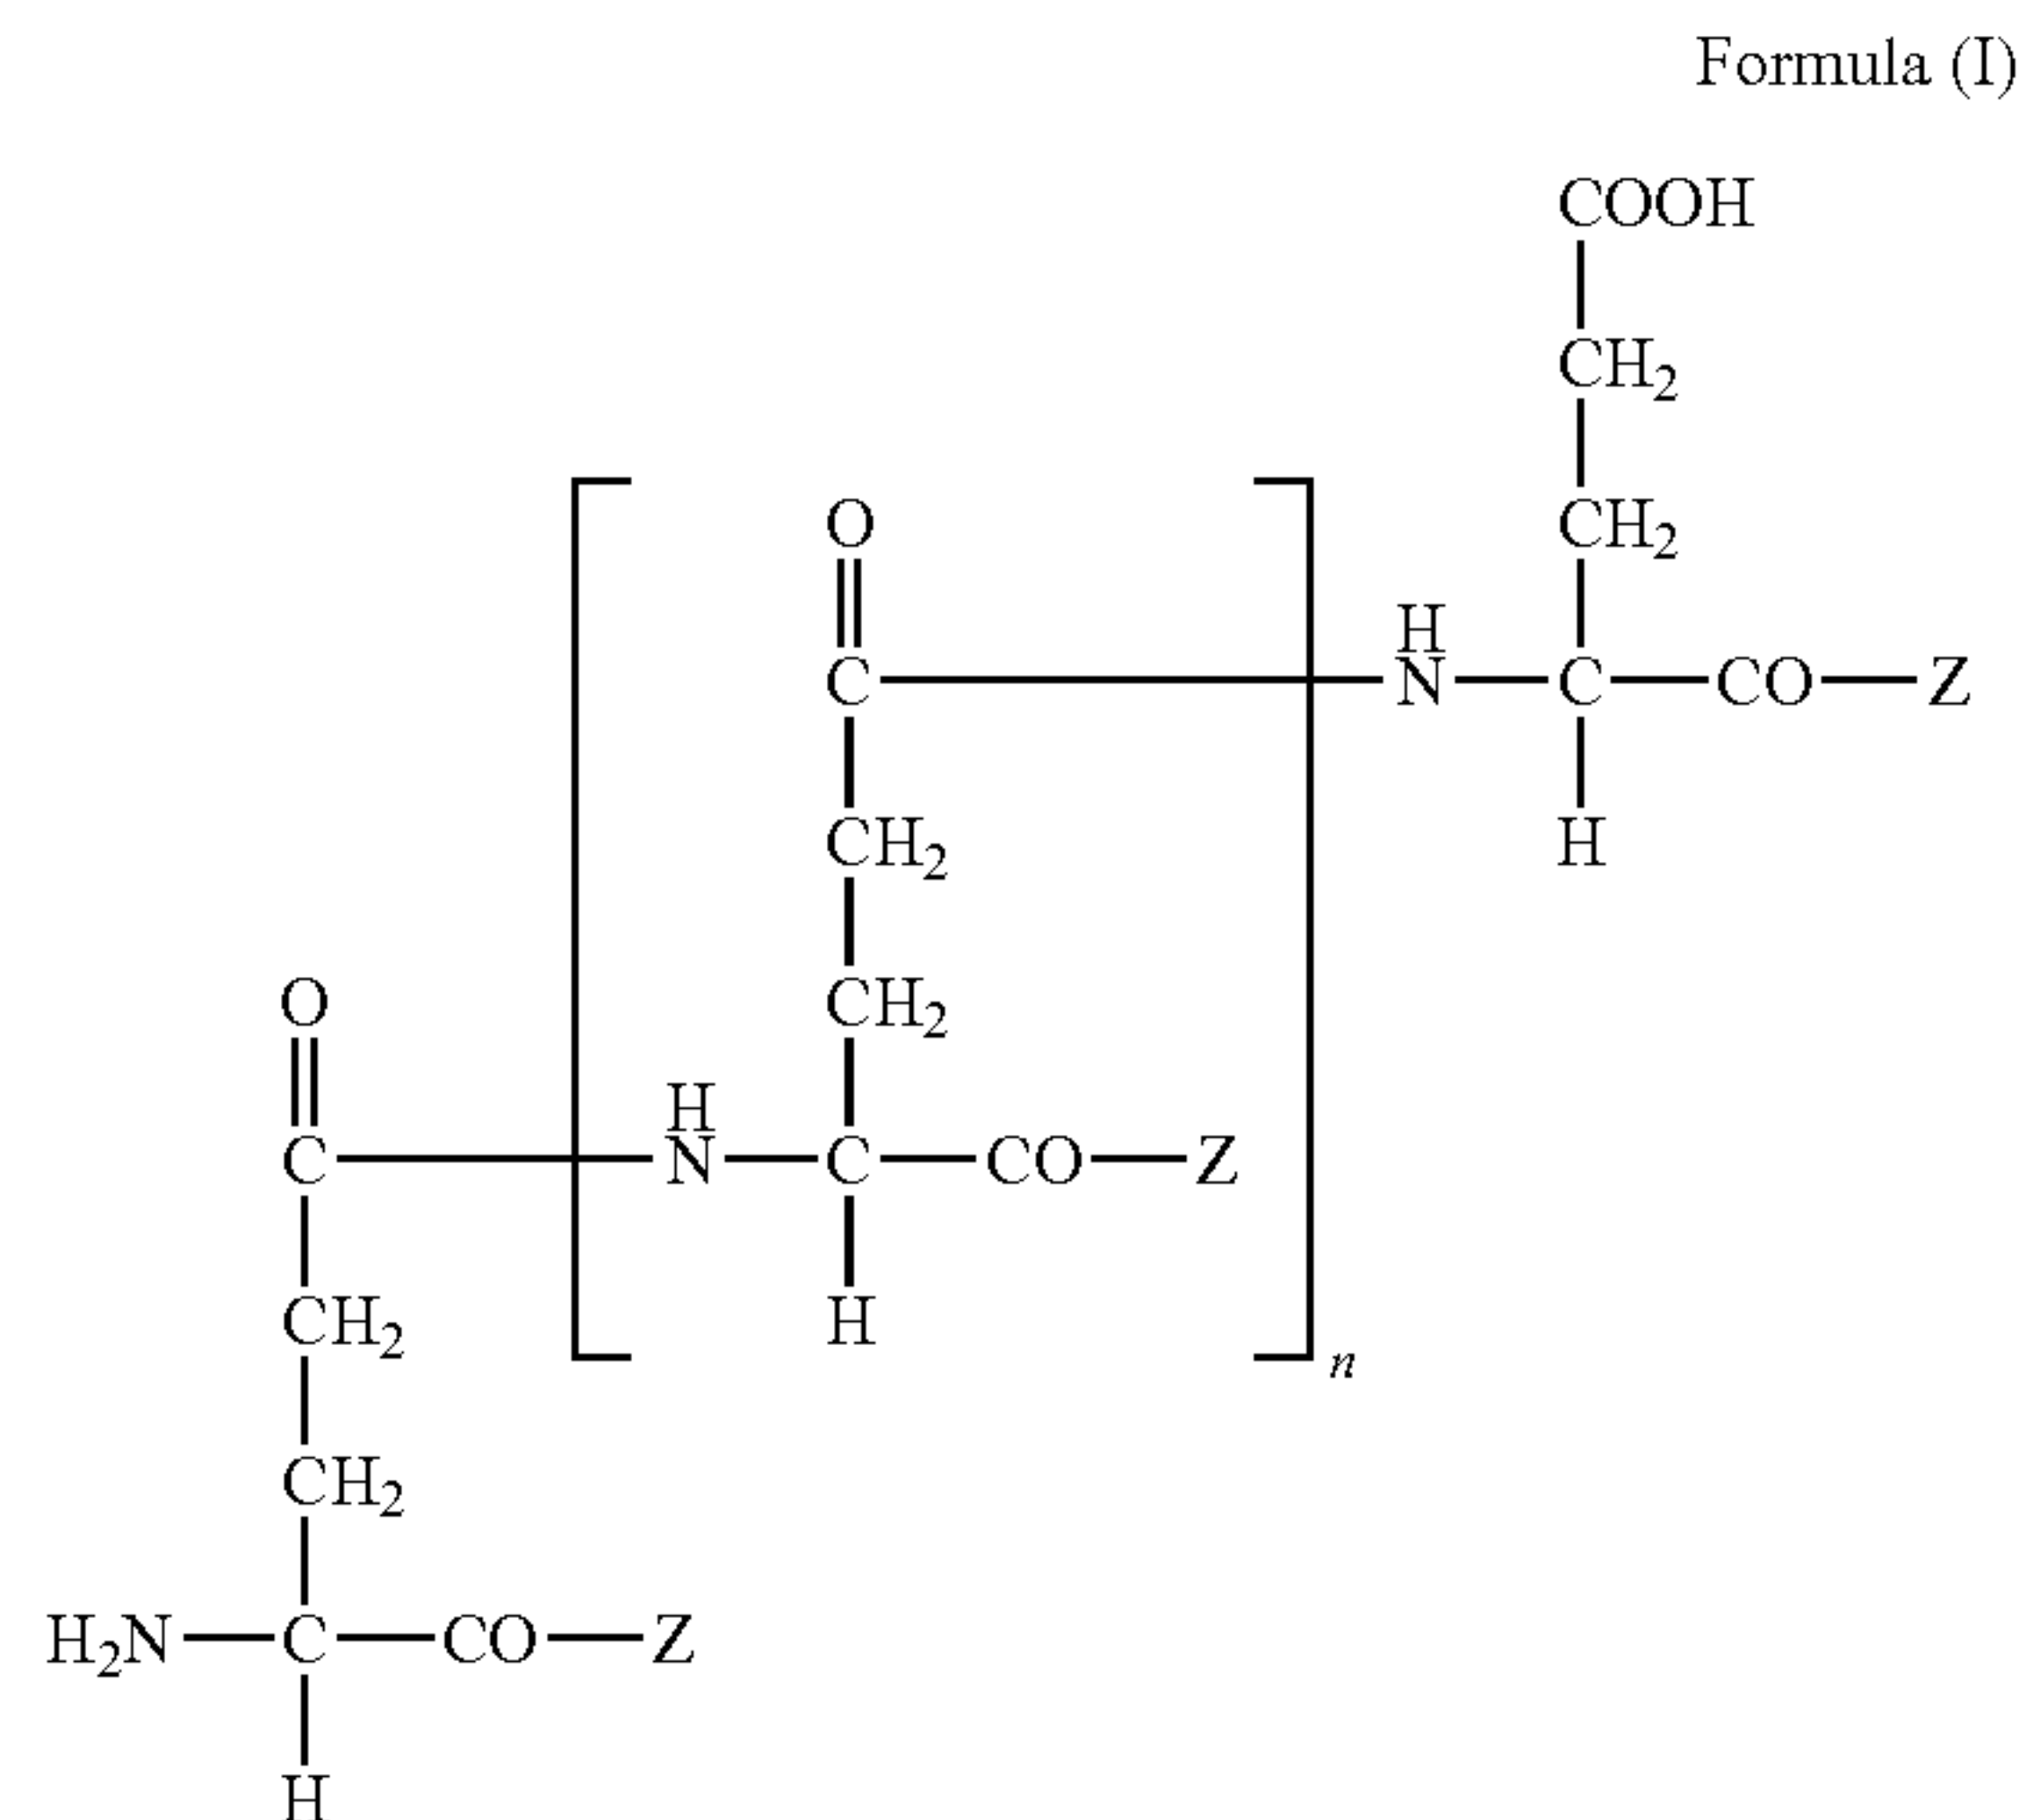 Formula (I)
COOH
CH2
O
CH2
H
C N C CO Z
CH2 H
O
CH2
H
C N C CO Z
CH2 H
n
CH2
H2N C CO Z
H